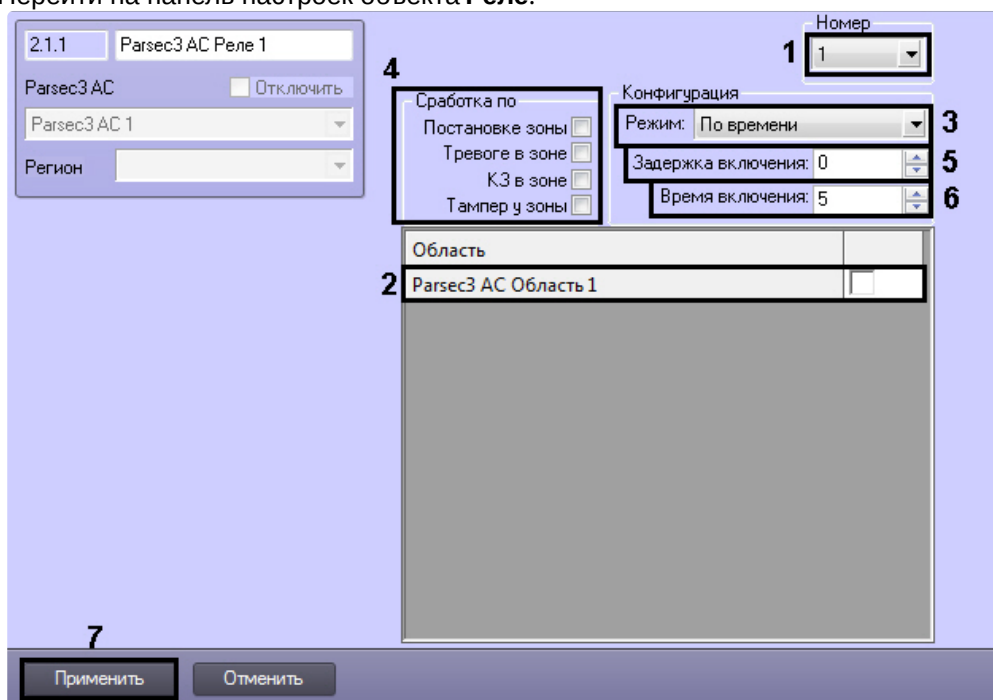 Перейти на панель настроек объекта Реле.
2.1.1 Parsec3 AC Реле 1
Parsec3 AC Отключить
Parsec3 AC 1
Регион
Номер
1 1
4
Сработка по
Постановке зоны
Тревоге в зоне
КЗ в зоне
Тампер у зоны
Конфигурация
Режим: По времени 3
Задержка включения: 0 5
Время включения: 5 6
Область
2 Parsec3 AC Область 1
7
Применить Отменить